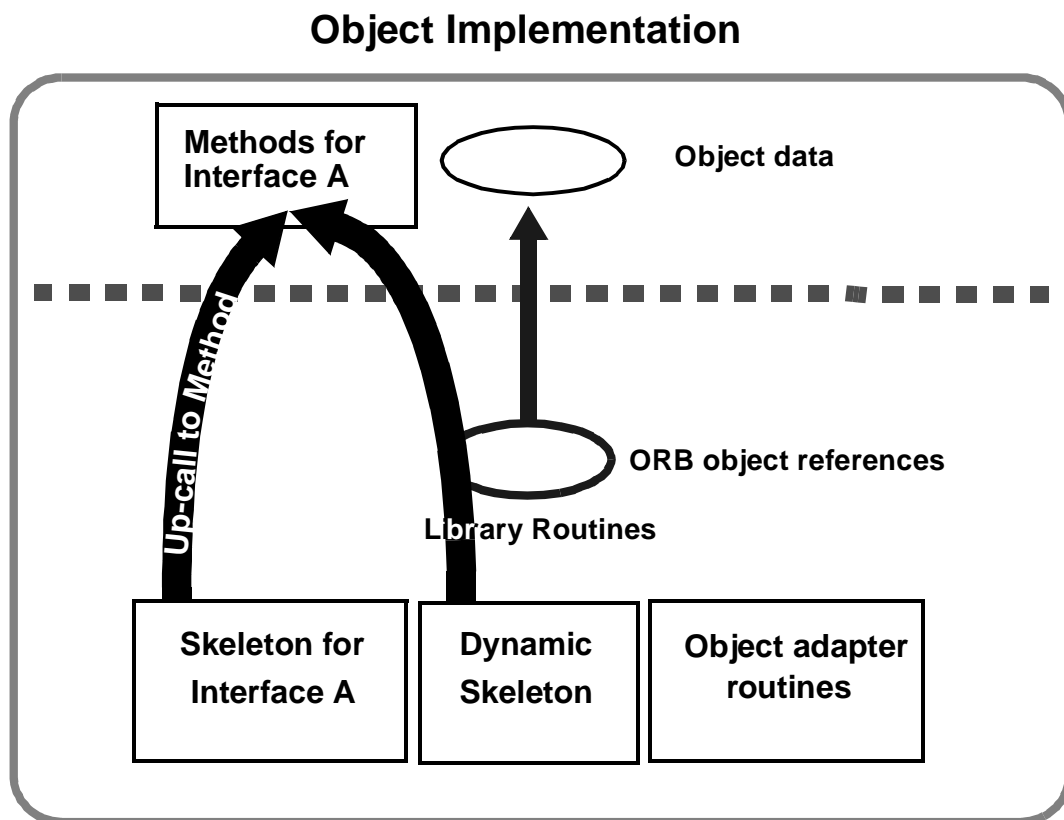 Object Implementation
Methods for
Interface A
Object data
Up-call to Method
ORB object references
Library Routines
Skeleton for
Interface A
Dynamic
Skeleton
Object adapter
routines